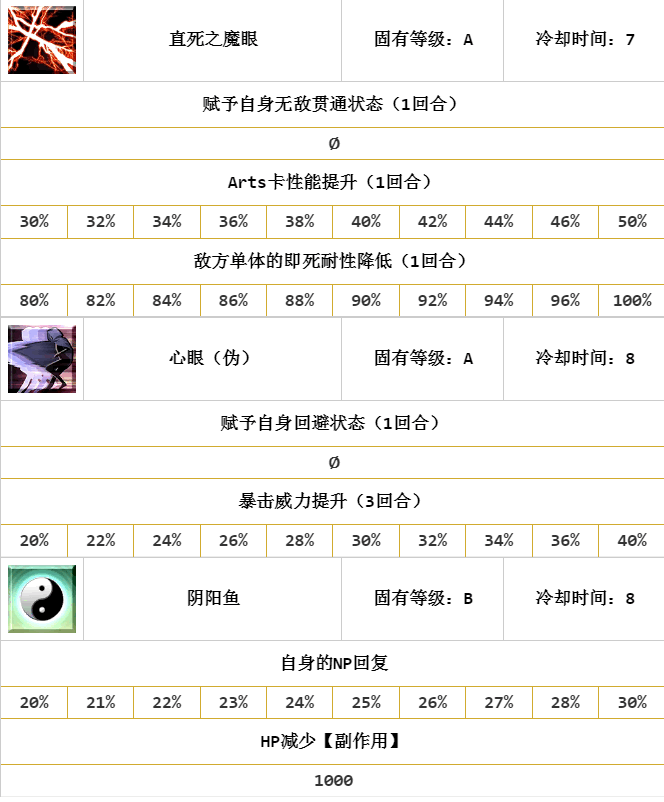 直死之魔眼 固有等级：A 冷却时间：7
赋予自身无敌贯通状态（1回合）
Ø
Arts卡性能提升（1回合）
30% 32% 34% 36% 38% 40% 42% 44% 46% 50%
敌方单体的即死耐性降低（1回合）
80% 82% 84% 86% 88% 90% 92% 94% 96% 100%
心眼（伪） 固有等级：A 冷却时间：8
赋予自身回避状态（1回合）
Ø
暴击威力提升（3回合）
20% 22% 24% 26% 28% 30% 32% 34% 36% 40%
阴阳鱼 固有等级：B 冷却时间：8
自身的NP回复
20% 21% 22% 23% 24% 25% 26% 27% 28% 30%
HP减少【副作用】
1000